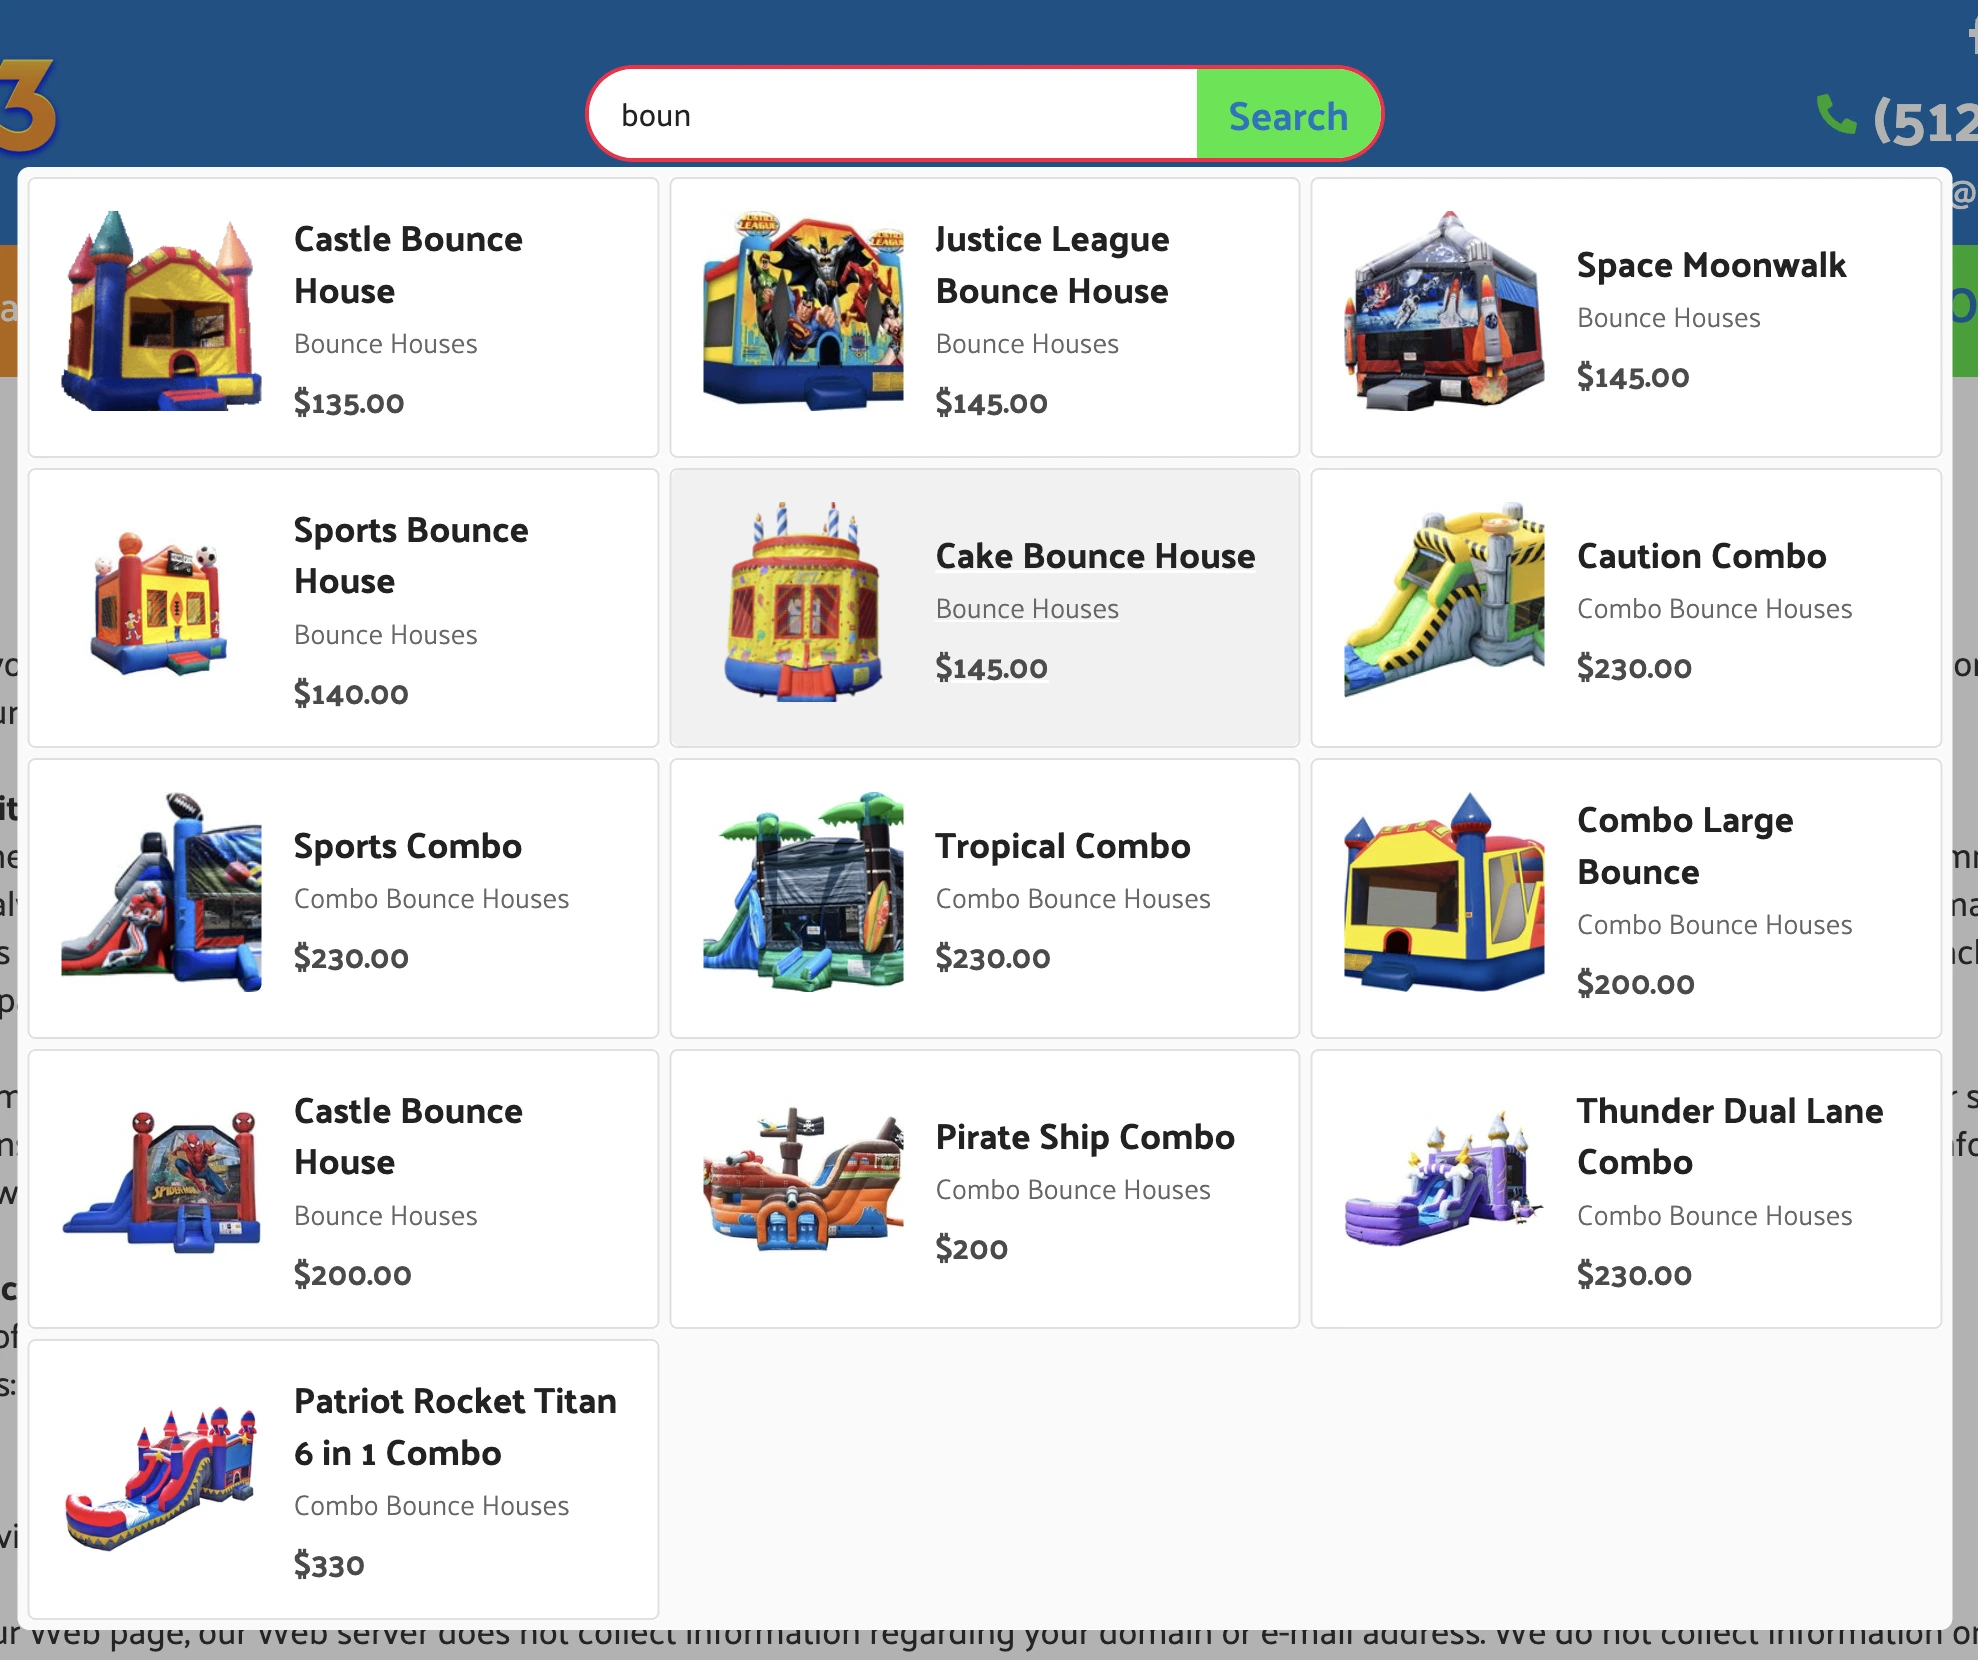 3
boun
Search
(512
@
Castle Bounce
House
Bounce Houses
$135.00
Justice League
Bounce House
Bounce Houses
$145.00
Space Moonwalk
Bounce Houses
$145.00
Sports Bounce
House
Bounce Houses
$140.00
Cake Bounce House
Bounce Houses
$145.00
Caution Combo
Combo Bounce Houses
$230.00
Sports Combo
Combo Bounce Houses
$230.00
Tropical Combo
Combo Bounce Houses
$230.00
Combo Large
Bounce
Combo Bounce Houses
$200.00
Castle Bounce
House
Bounce Houses
$200.00
Pirate Ship Combo
Combo Bounce Houses
$200
Thunder Dual Lane
Combo
Combo Bounce Houses
$230.00
Patriot Rocket Titan
6 in 1 Combo
Combo Bounce Houses
$330
ur Web page, our Web server does not collect information regarding your domain or e-mail address. We do not collect information on